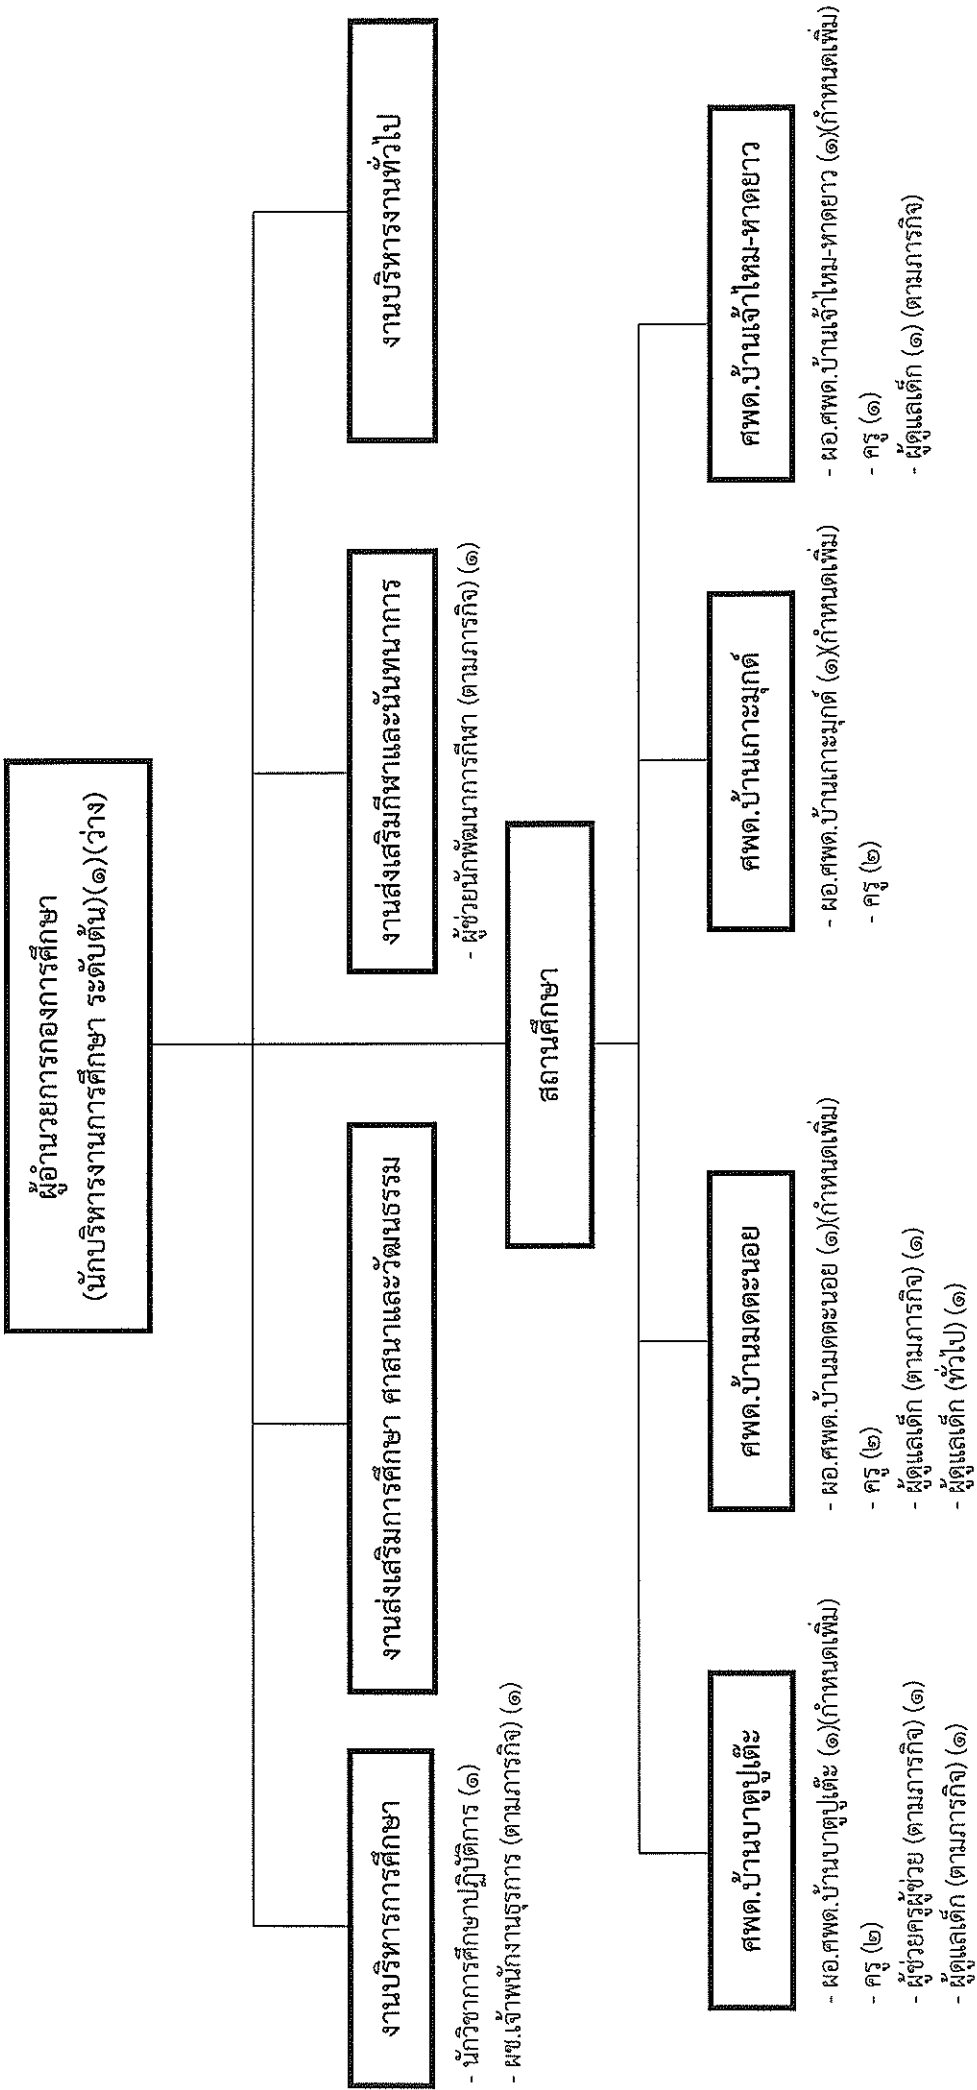 ผู้อำนวยการกองการศึกษา
(นักบริหารงานการศึกษา ระดับต้น)(๑)(ว่าง)
งานบริหารการศึกษา
- นักวิชาการศึกษาปฏิบัติการ (๑)
- ผช.เจ้าพนักงานธุรการ (ตามภารกิจ) (๑)
งานส่งเสริมการศึกษา ศาสนาและวัฒนธรรม
งานส่งเสริมกีฬาและนันทนาการ
- ผู้ช่วยนักพัฒนาการกีฬา (ตามภารกิจ) (๑)
งานบริหารงานทั่วไป
สถานศึกษา
ศพด.บ้านบาตูปูเต๊ะ
- ผอ.ศพด.บ้านบาตูปูเต๊ะ (๑)(กำหนดเพิ่ม)
- ครู (๒)
- ผู้ช่วยครูผู้ช่วย (ตามภารกิจ) (๑)
- ผู้ดูแลเด็ก (ตามภารกิจ) (๑)
ศพด.บ้านมดตะนอย
- ผอ.ศพด.บ้านมดตะนอย (๑)(กำหนดเพิ่ม)
- ครู (๒)
- ผู้ดูแลเด็ก (ตามภารกิจ) (๑)
- ผู้ดูแลเด็ก (ทั่วไป) (๑)
ศพด.บ้านเกาะมุกด์
- ผอ.ศพด.บ้านเกาะมุกด์ (๑)(กำหนดเพิ่ม)
- ครู (๒)
ศพด.บ้านเจ้าไหม-หาดยาว
- ผอ.ศพด.บ้านเจ้าไหม-หาดยาว (๑)(กำหนดเพิ่ม)
- ครู (๑)
- ผู้ดูแลเด็ก (๑) (ตามภารกิจ)